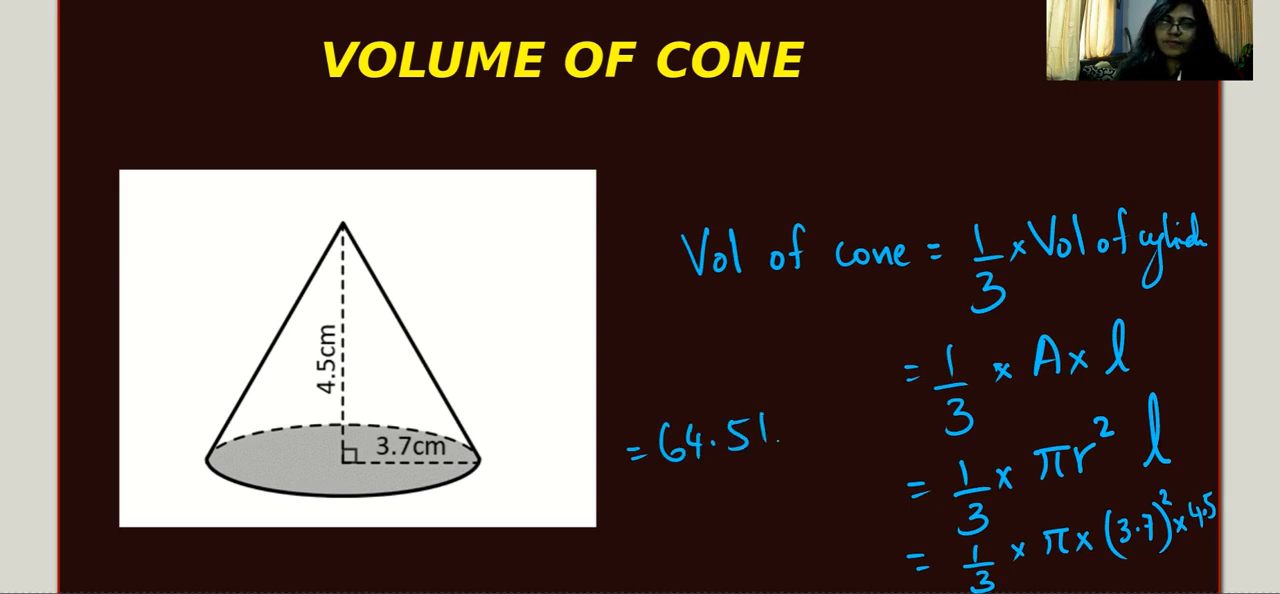 VOLUME OF CONE
4.5cm
3.7cm
Vol of cone = 1/3 × Vol of cylinde
= 1/3 × A × l
= 1/3 × πr² l
= 1/3 × π × (3.7)² × 4.5
= 64.51.